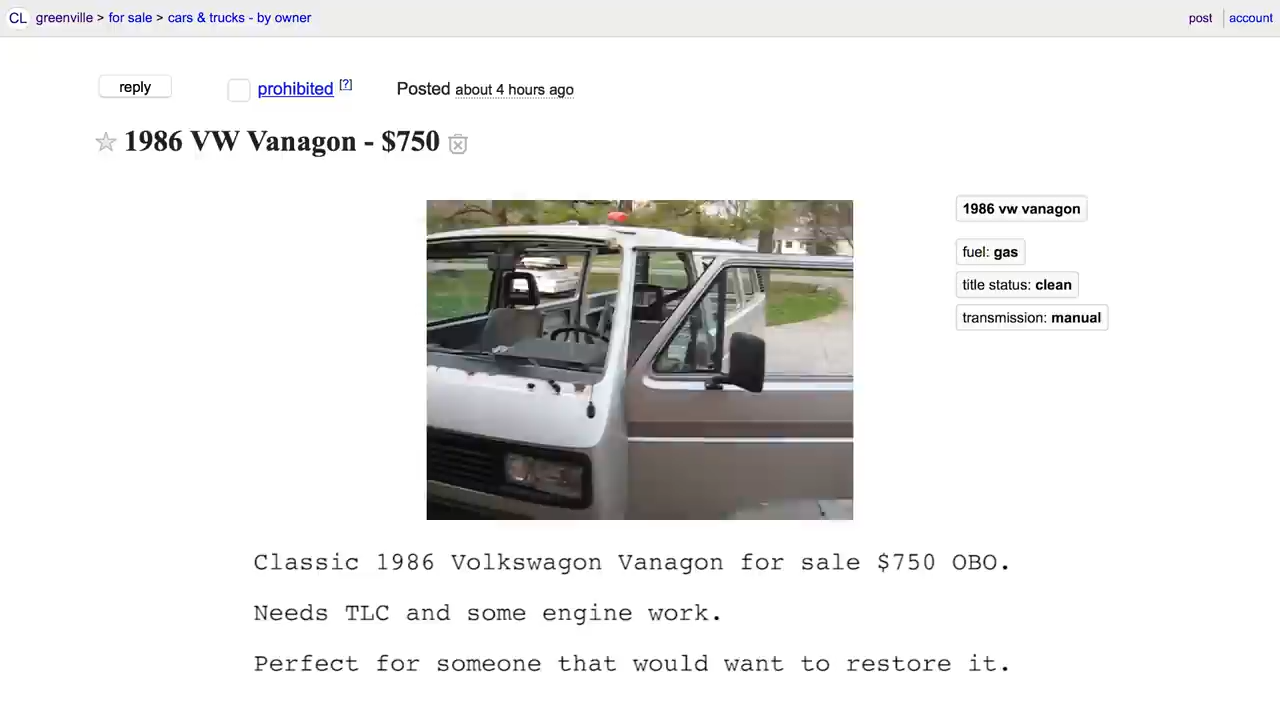 CL greenville > for sale > cars & trucks - by owner post account
reply prohibited [?] Posted about 4 hours ago
1986 VW Vanagon - $750
1986 vw vanagon
fuel: gas
title status: clean
transmission: manual
Classic 1986 Volkswagon Vanagon for sale $750 OBO.
Needs TLC and some engine work.
Perfect for someone that would want to restore it.